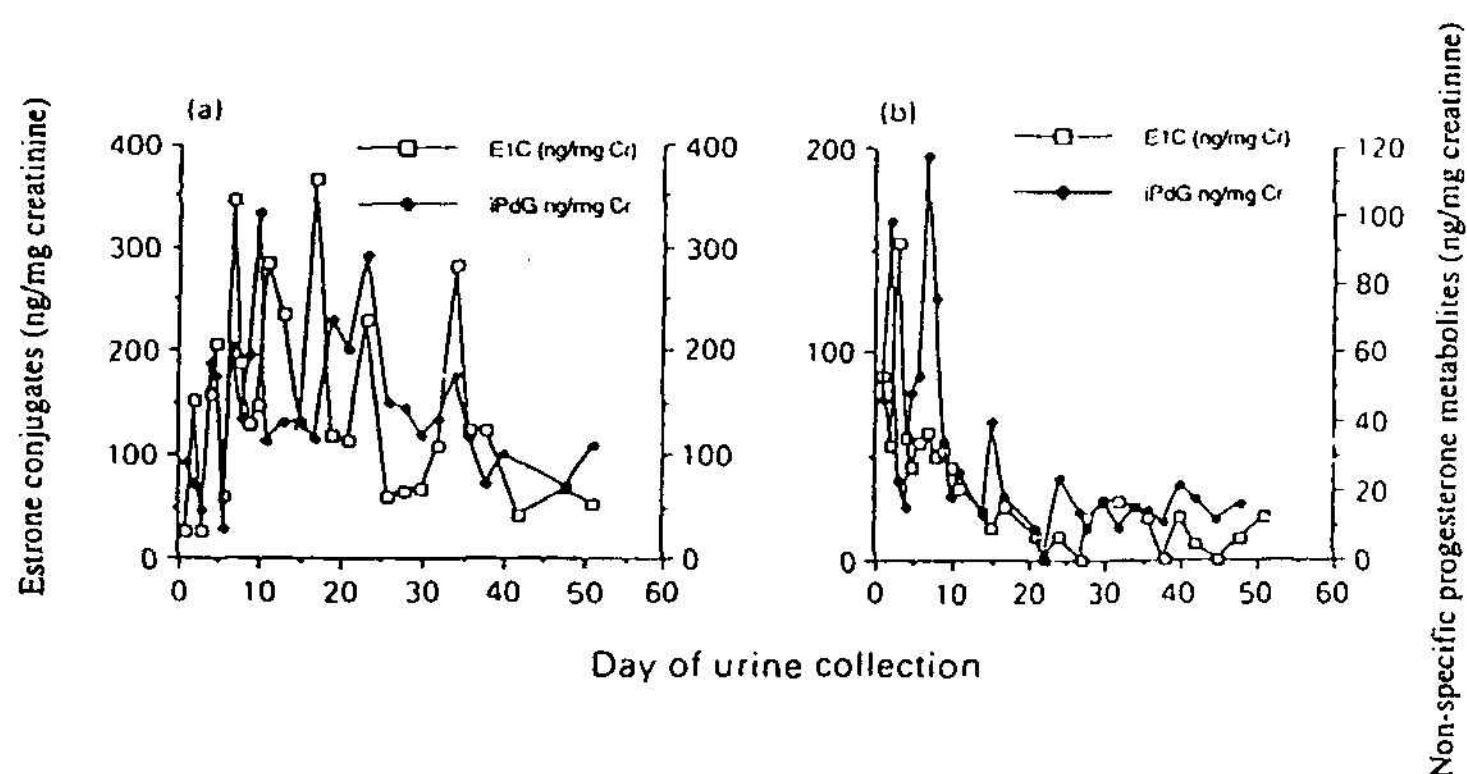 Estrone conjugates (ng/mg creatinine)
(a)
400
300
200
100
0
E1C (ng/mg Cr)
iPdG ng/mg Cr
400
300
200
100
0
0 10 20 30 40 50 60
(b)
200
100
0
E1C (ng/mg Cr)
iPdG ng/mg Cr
120
100
80
60
40
20
0
0 10 20 30 40 50 60
Non-specific progesterone metabolites (ng/mg creatinine)
Day of urine collection